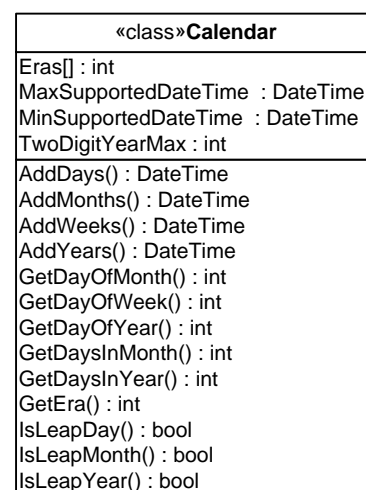 «class»Calendar
Eras[] : int
MaxSupportedDateTime : DateTime
MinSupportedDateTime : DateTime
TwoDigitYearMax : int
AddDays() : DateTime
AddMonths() : DateTime
AddWeeks() : DateTime
AddYears() : DateTime
GetDayOfMonth() : int
GetDayOfWeek() : int
GetDayOfYear() : int
GetDaysInMonth() : int
GetDaysInYear() : int
GetEra() : int
IsLeapDay() : bool
IsLeapMonth() : bool
IsLeapYear() : bool